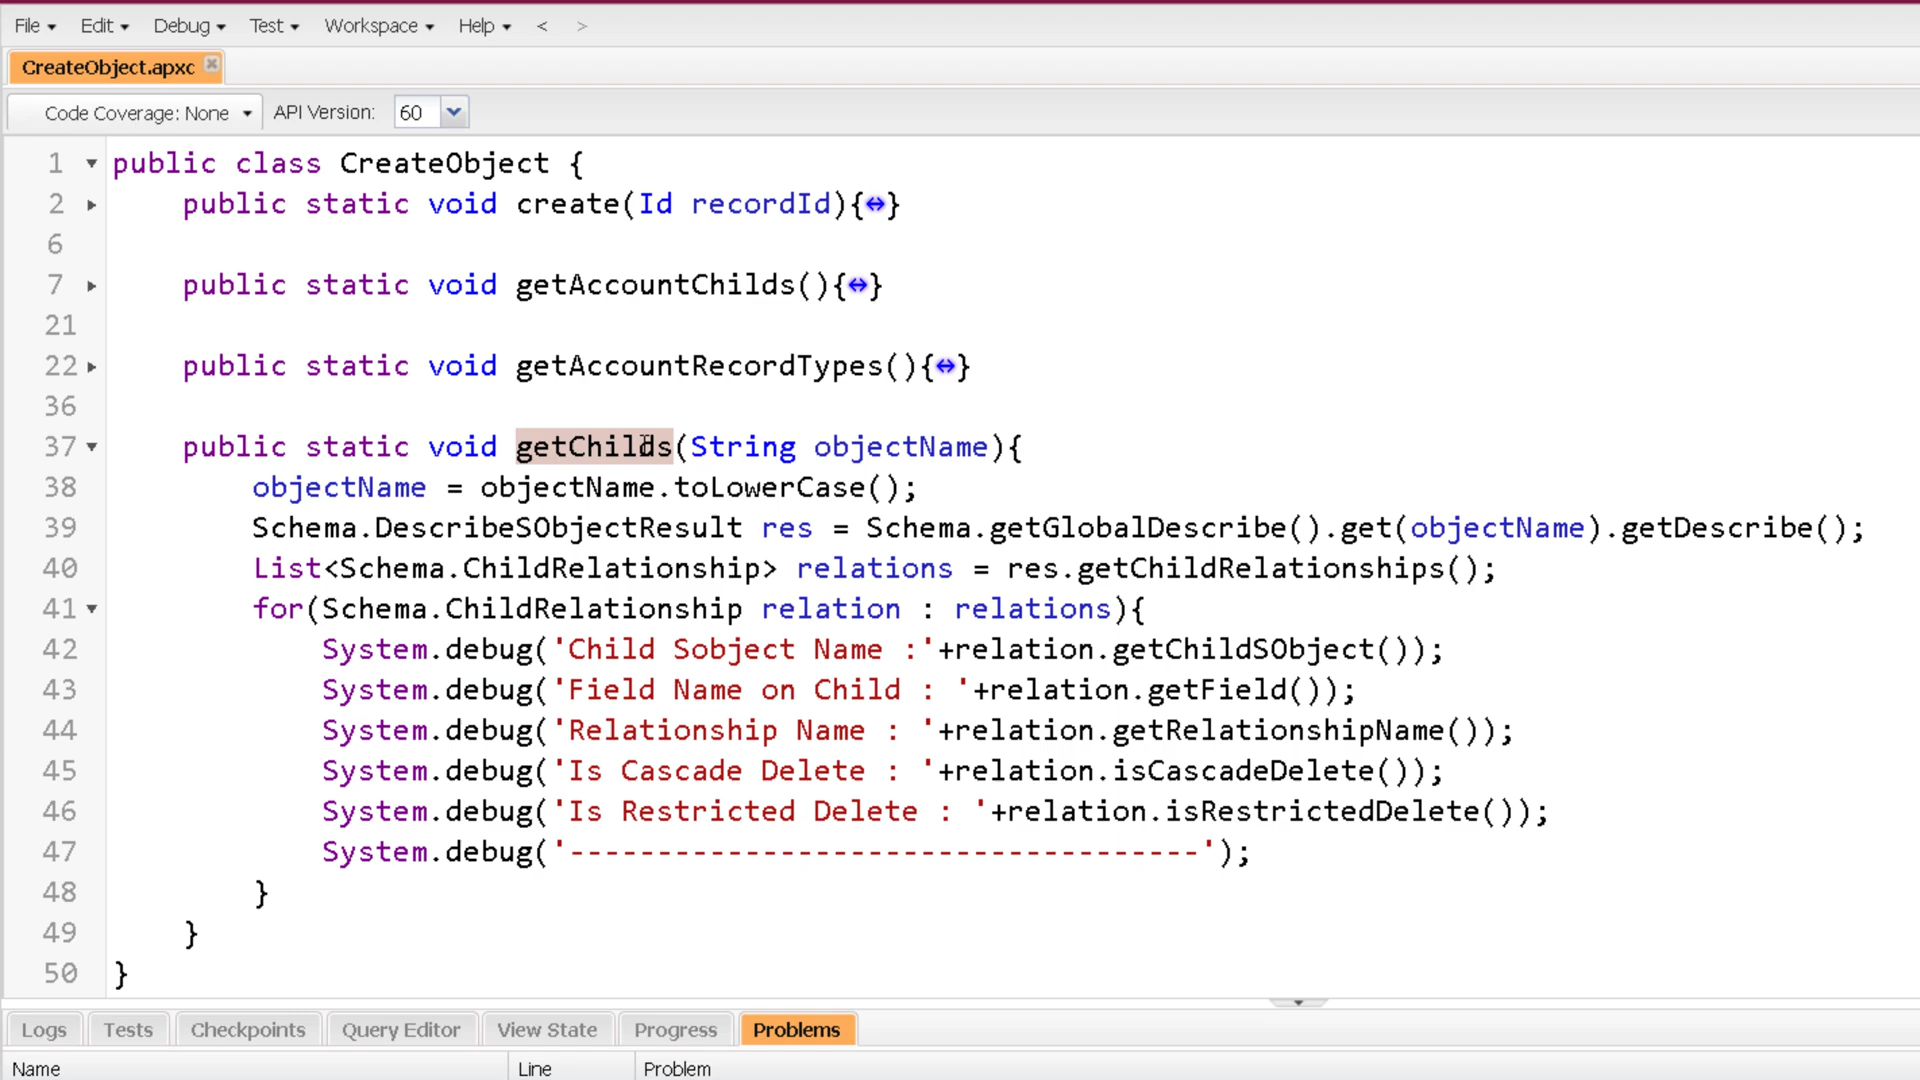 File Edit Debug Test Workspace Help < >
CreateObject.apxc
Code Coverage: None API Version: 60
1 public class CreateObject {
2 public static void create(Id recordId){↔}
6
7 public static void getAccountChilds(){↔}
21
22 public static void getAccountRecordTypes(){↔}
36
37 public static void getChilds(String objectName){
38 objectName = objectName.toLowerCase();
39 Schema.DescribeSObjectResult res = Schema.getGlobalDescribe().get(objectName).getDescribe();
40 List<Schema.ChildRelationship> relations = res.getChildRelationships();
41 for(Schema.ChildRelationship relation : relations){
42 System.debug('Child Sobject Name :'+relation.getChildSObject());
43 System.debug('Field Name on Child : '+relation.getField());
44 System.debug('Relationship Name : '+relation.getRelationshipName());
45 System.debug('Is Cascade Delete : '+relation.isCascadeDelete());
46 System.debug('Is Restricted Delete : '+relation.isRestrictedDelete());
47 System.debug('------------------------------------');
48 }
49 }
50 }
Logs Tests Checkpoints Query Editor View State Progress Problems
Name Line Problem